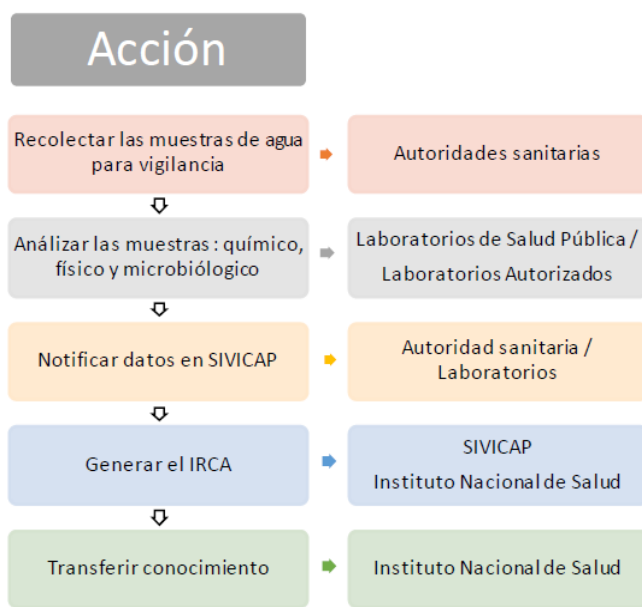 Acción
Recolectar las muestras de agua
para vigilancia
Autoridades sanitarias
Análizar las muestras : químico,
físico y microbiólogico
Laboratorios de Salud Pública /
Laboratorios Autorizados
Notificar datos en SIVICAP
Autoridad sanitaria /
Laboratorios
Generar el IRCA
SIVICAP
Instituto Nacional de Salud
Transferir conocimiento
Instituto Nacional de Salud